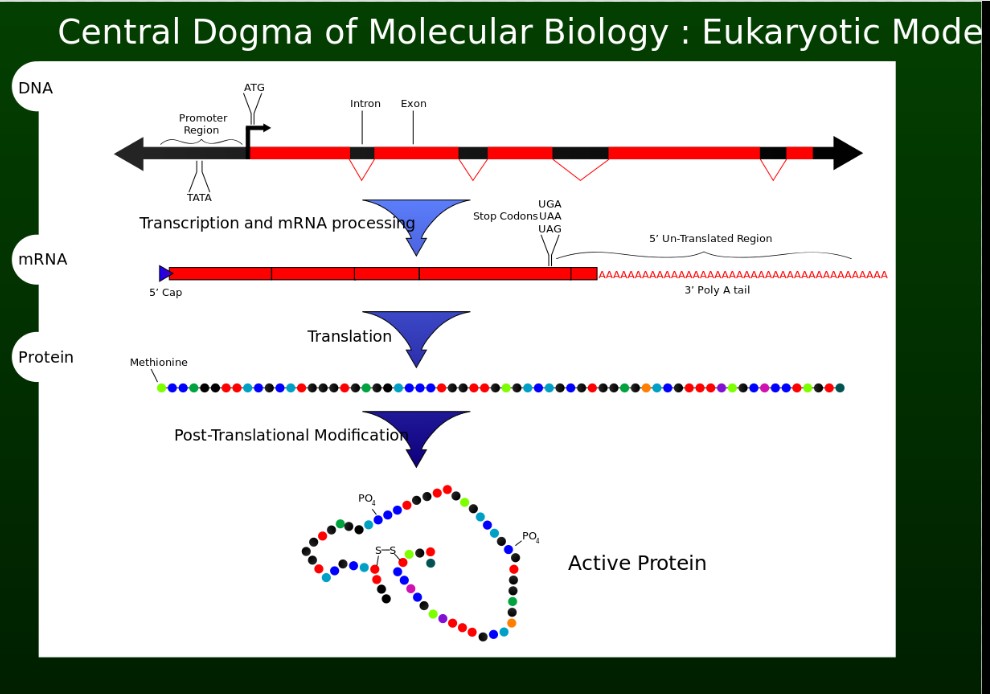 Central Dogma of Molecular Biology : Eukaryotic Mode
DNA
ATG
Promoter
Region
Intron
Exon
TATA
Transcription and mRNA processing
Stop Codons
UGA
UAA
UAG
5’ Un-Translated Region
mRNA
5’ Cap
AAAAAAAAAAAAAAAAAAAAAAAAAAAAAAAAAAAAAAAA
3’ Poly A tail
Translation
Protein
Methionine
Post-Translational Modification
PO4
S—S
PO4
Active Protein